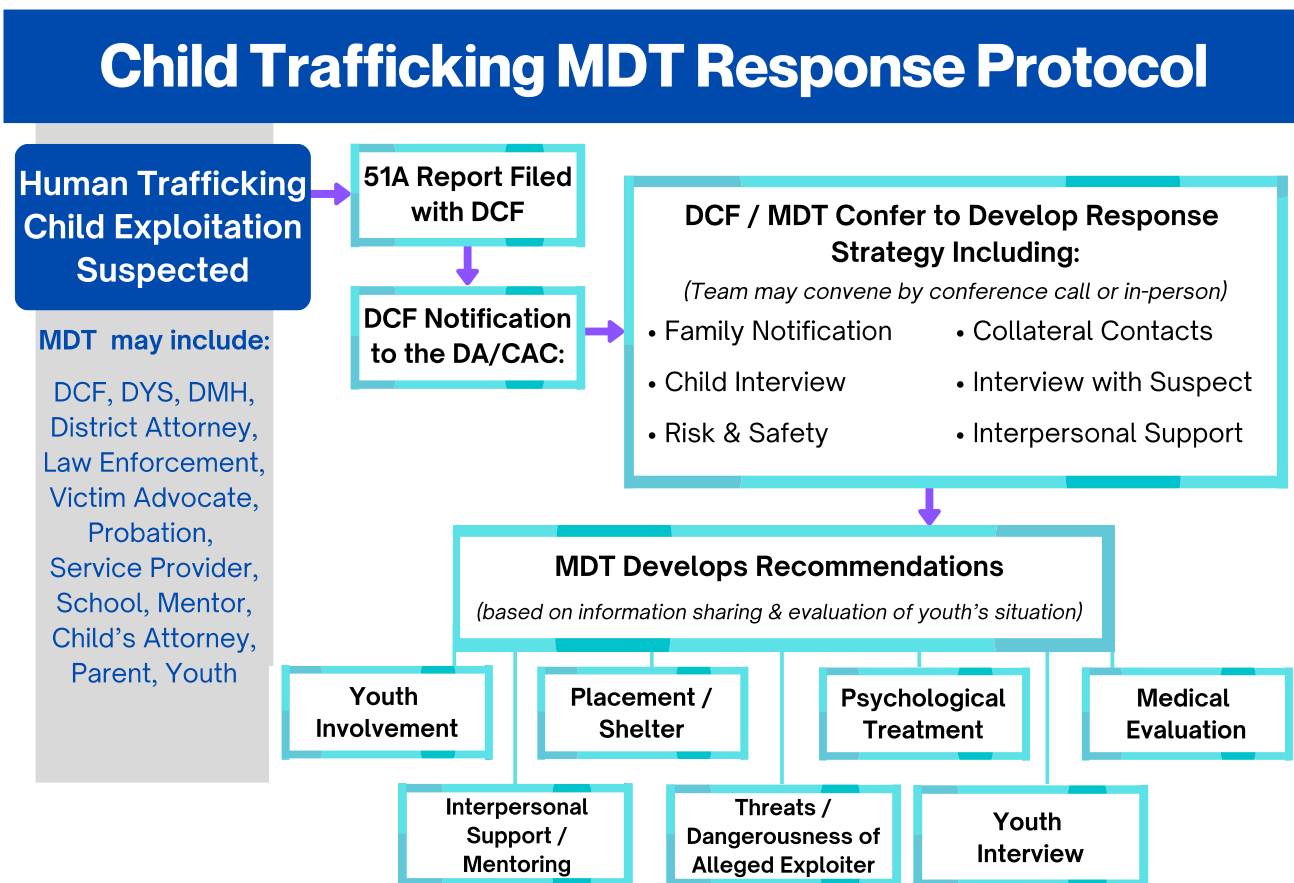 Child Trafficking MDT Response Protocol
Human Trafficking
Child Exploitation
Suspected
MDT may include:
DCF, DYS, DMH,
District Attorney,
Law Enforcement,
Victim Advocate,
Probation,
Service Provider,
School, Mentor,
Child's Attorney,
Parent, Youth
51A Report Filed
with DCF
DCF Notification
to the DA/CAC:
DCF / MDT Confer to Develop Response
Strategy Including:
(Team may convene by conference call or in-person)
• Family Notification
• Child Interview
• Risk & Safety
• Collateral Contacts
• Interview with Suspect
• Interpersonal Support
MDT Develops Recommendations
(based on information sharing & evaluation of youth's situation)
Youth
Involvement
Placement /
Shelter
Psychological
Treatment
Medical
Evaluation
Interpersonal
Support /
Mentoring
Threats /
Dangerousness of
Alleged Exploiter
Youth
Interview